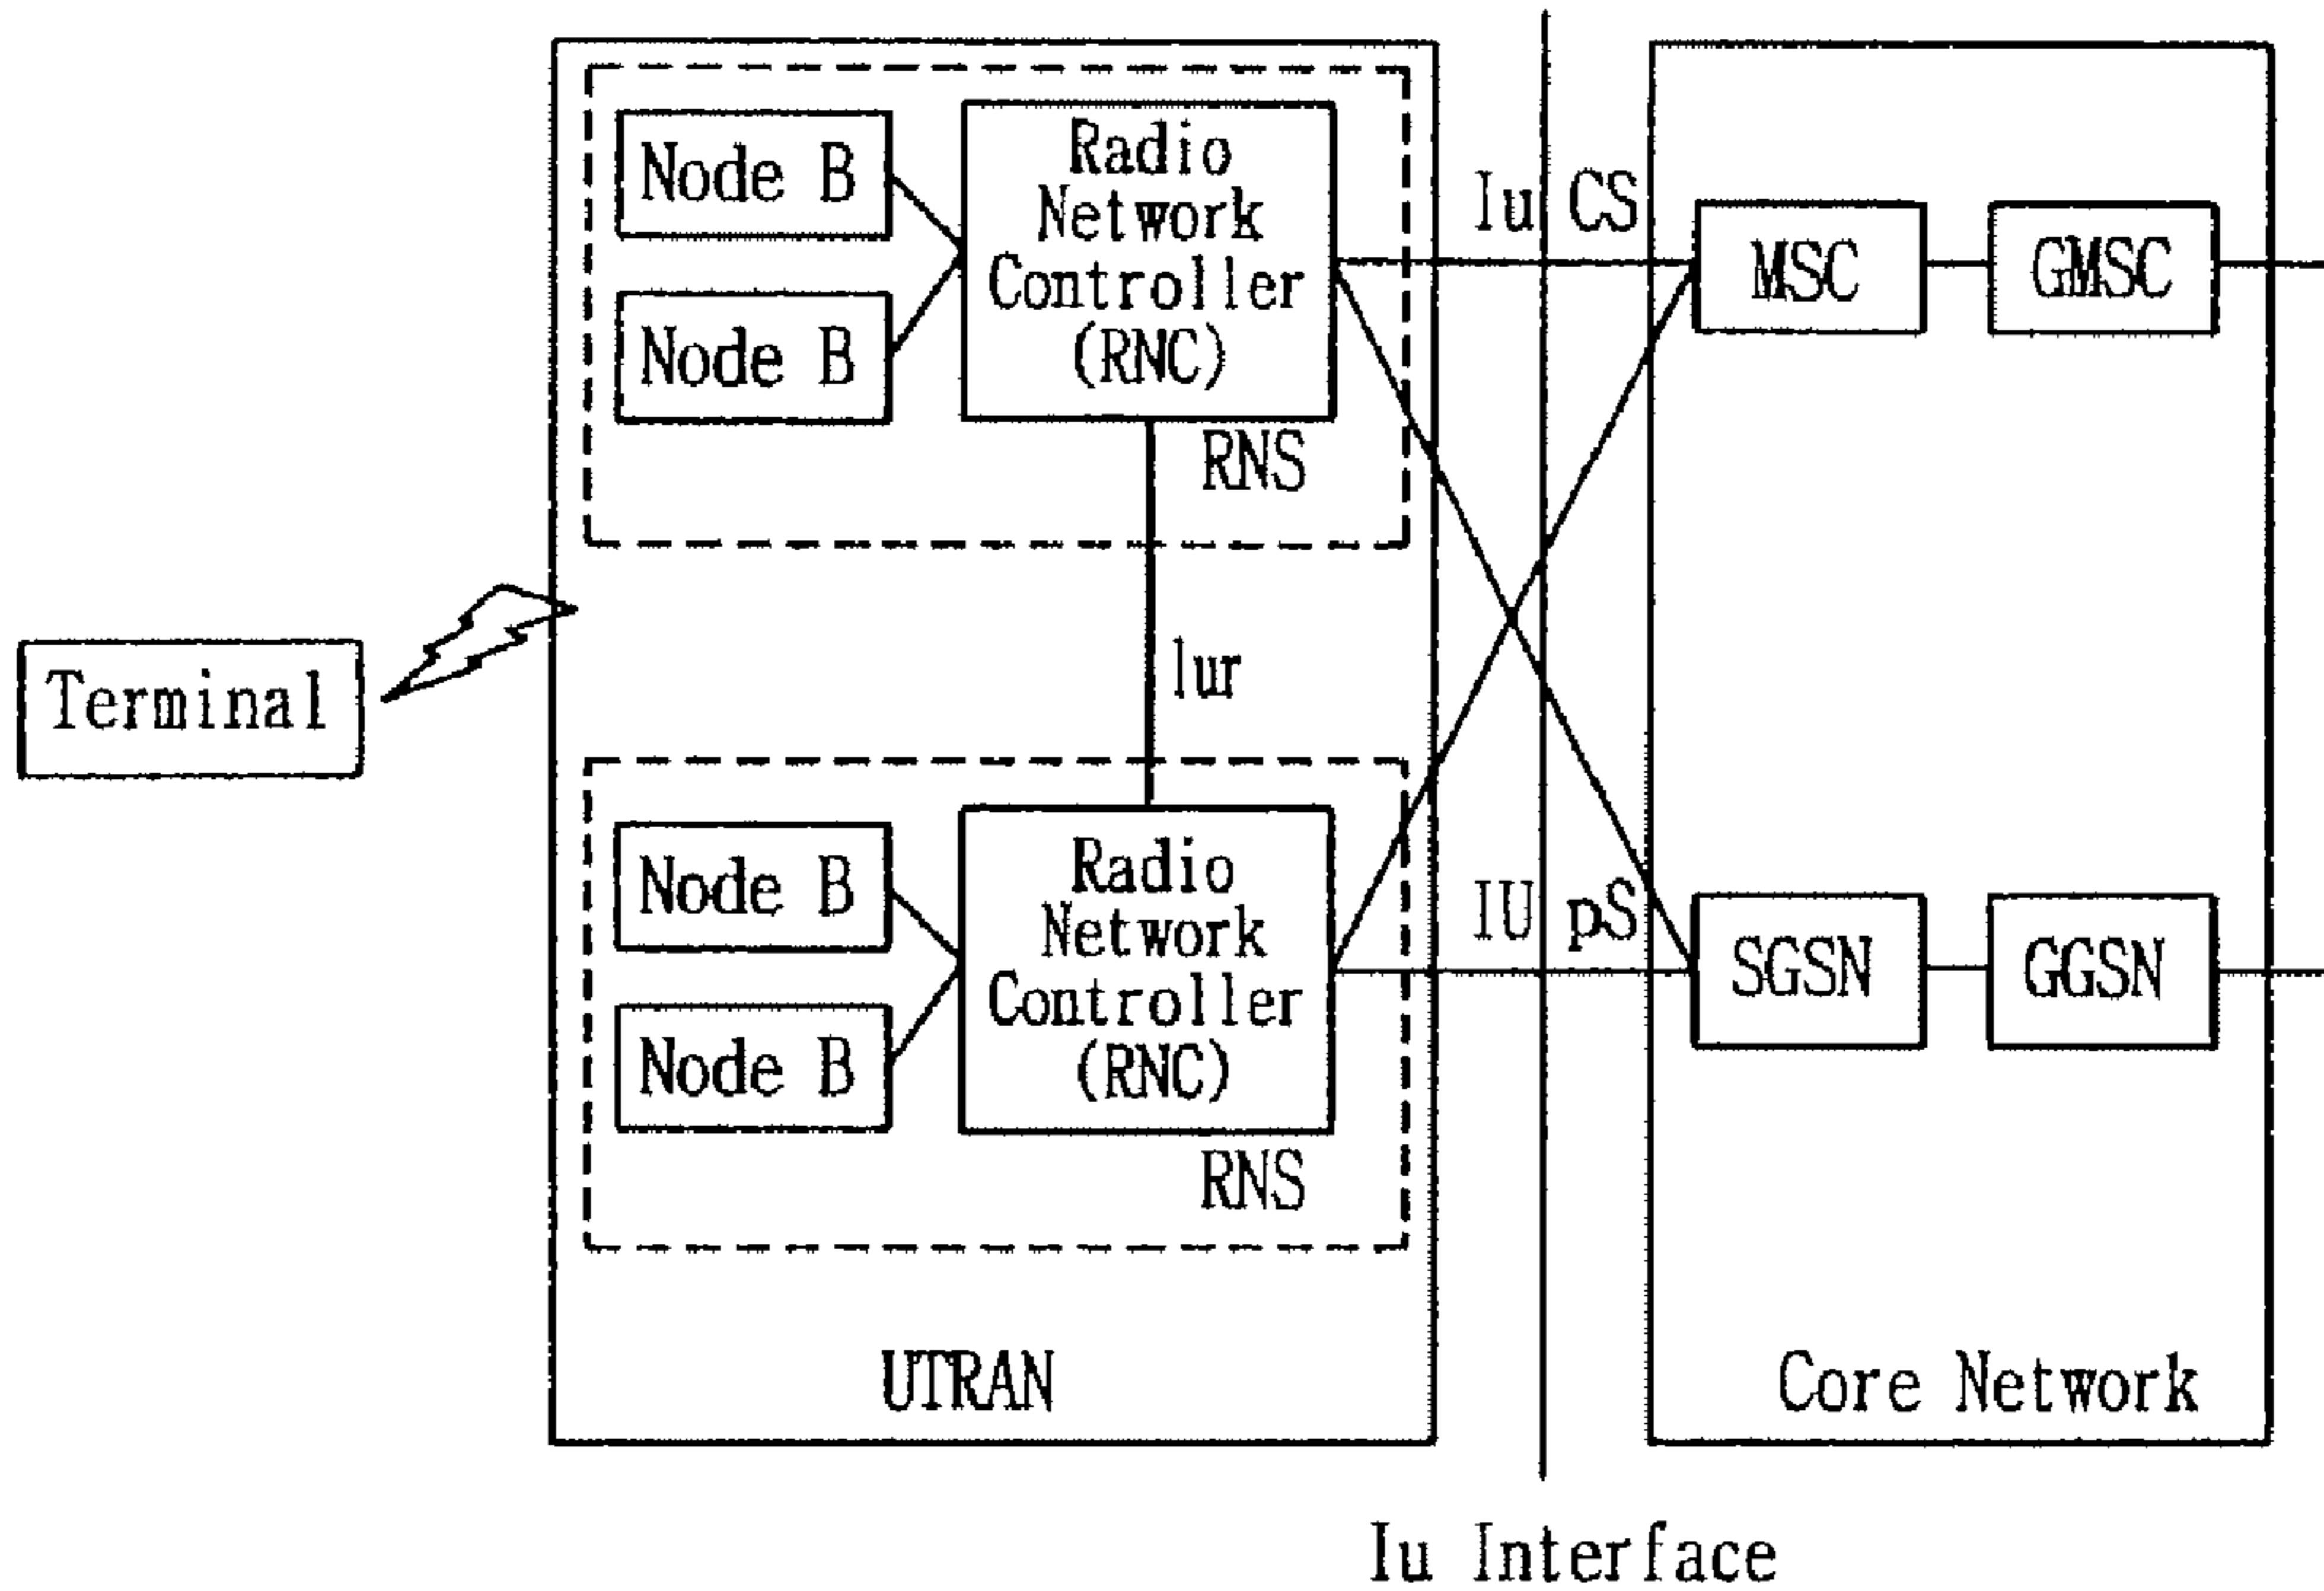 Node B
Node B
Radio
Network
Controller
(RNC)
RNS
Iu CS
MSC
GMSC
Terminal
lur
Node B
Node B
Radio
Network
Controller
(RNC)
RNS
IU pS
SGSN
GGSN
UTRAN
Core Network
Iu Interface